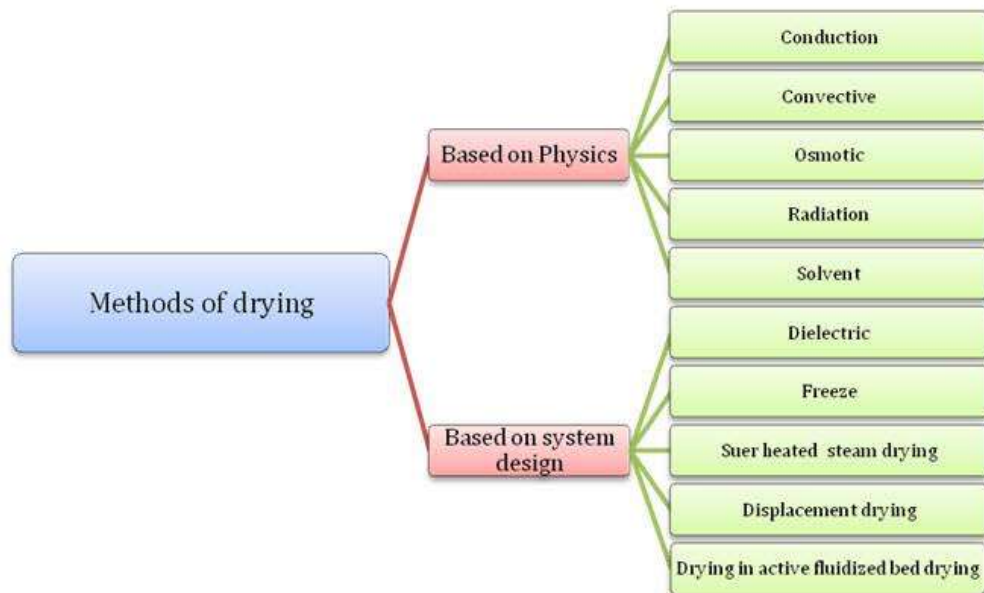 Methods of drying
Based on Physics
Conduction
Convective
Osmotic
Radiation
Solvent
Based on system
design
Dielectric
Freeze
Suer heated steam drying
Displacement drying
Drying in active fluidized bed drying